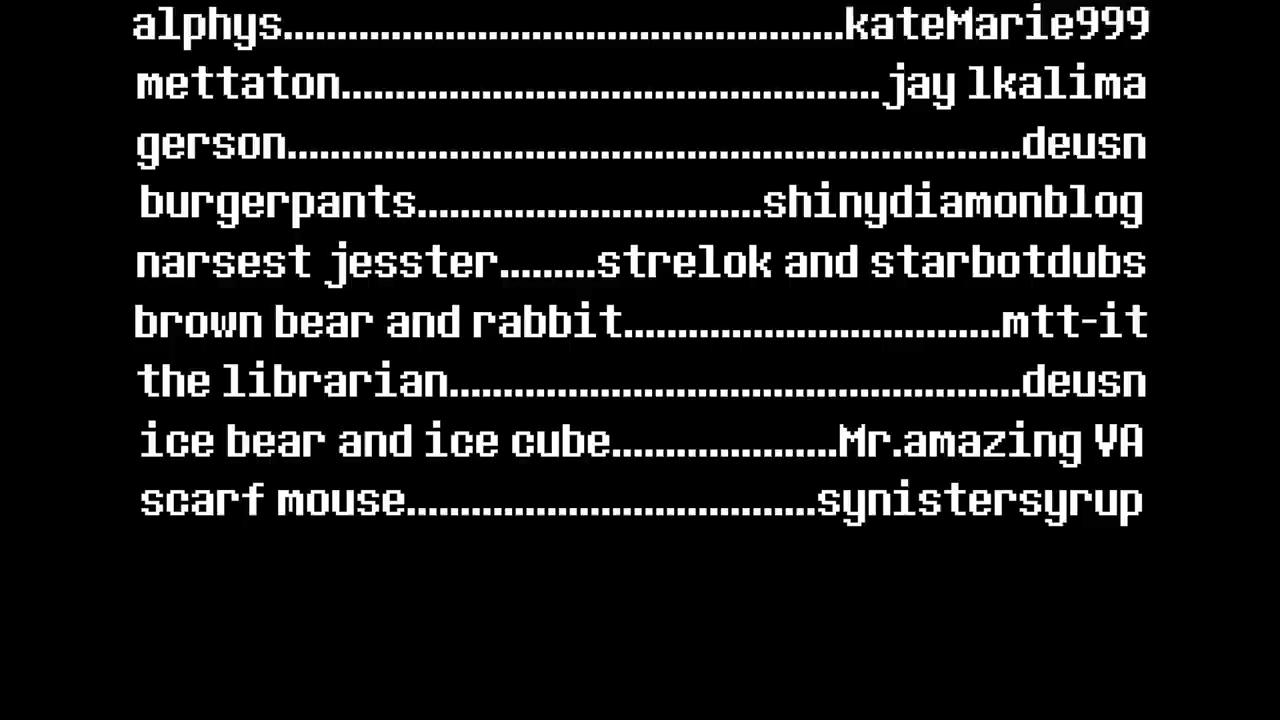 alphys....................................................kateMarie999
mettaton..................................................jay lkalima
gerson....................................................................deusn
burgerpants................................shinydiamonblog
narsest jesster.........strelok and starbotdubs
brown bear and rabbit...................................mtt-it
the librarian.....................................................deusn
ice bear and ice cube.....................Mr.amazing VA
scarf mouse......................................synistersyrup